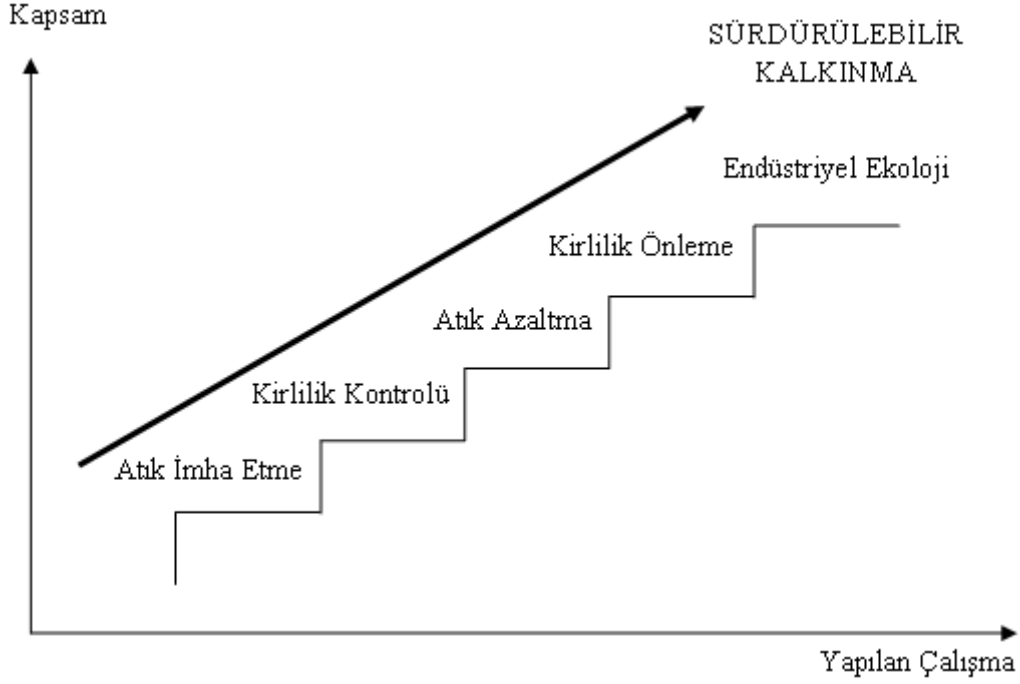 Kapsam
SÜRDÜRÜLEBİLİR
KALKINMA
Endüstriyel Ekoloji
Kirlilik Önleme
Atık Azaltma
Kirlilik Kontrolü
Atık İmha Etme
Yapılan Çalışma